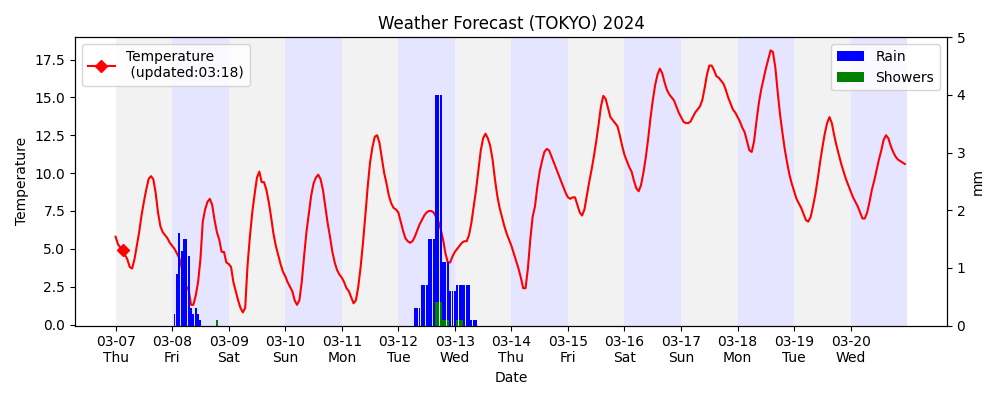 Weather Forecast (TOKYO) 2024
Temperature
(updated:03:18)
Rain
Showers
Temperature
17.5
15.0
12.5
10.0
7.5
5.0
2.5
0.0
5
4
3
2
1
0
mm
03-07 03-08 03-09 03-10 03-11 03-12 03-13 03-14 03-15 03-16 03-17 03-18 03-19 03-20
Thu Fri Sat Sun Mon Tue Wed Thu Fri Sat Sun Mon Tue Wed
Date